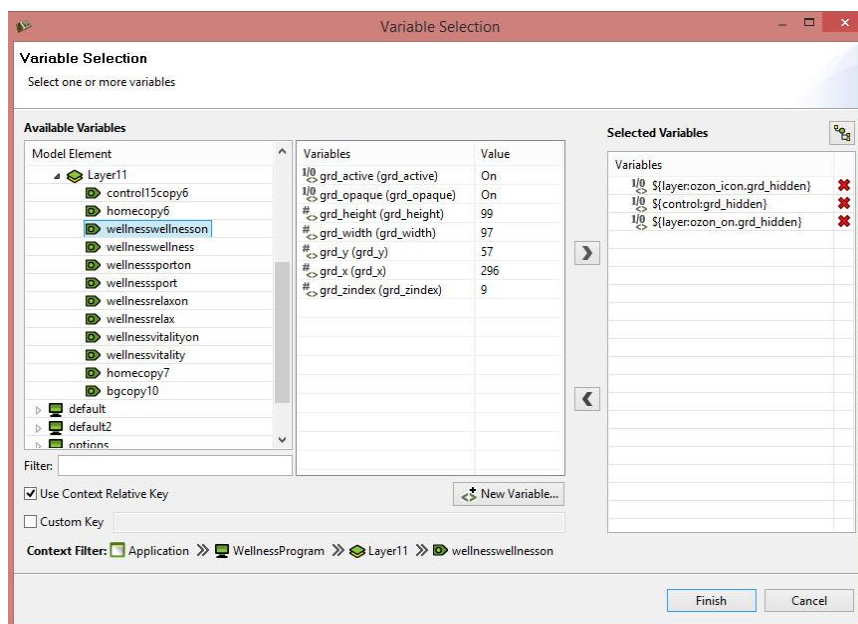 Variable Selection
Variable Selection
Select one or more variables
Available Variables
Model Element
Layer11
control15copy6
homecopy6
wellnesswellnesson
wellnesswellness
wellnesssporton
wellnesssport
wellnessrelaxon
wellnessrelax
wellnessvitalityon
wellnessvitality
homecopy7
bgcopy10
default
default2
options
Variables Value
grd_active (grd_active) On
grd_opaque (grd_opaque) On
grd_height (grd_height) 99
grd_width (grd_width) 97
grd_y (grd_y) 57
grd_x (grd_x) 296
grd_zindex (grd_zindex) 9
Selected Variables
Variables
${layer:ozon_icon.grd_hidden}
${control:grd_hidden}
${layer:ozon_on.grd_hidden}
Filter:
Use Context Relative Key
New Variable...
Custom Key
Context Filter: Application WellnessProgram Layer11 wellnesswellnesson
Finish Cancel